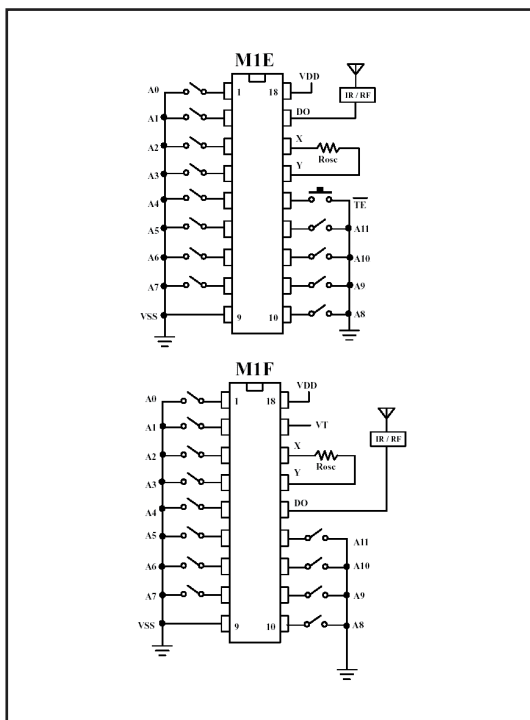 M1E
VDD
A0
1
18
IR / RF
A1
DO
A2
X
Rosc
A3
Y
A4
TE
A5
A11
A6
A10
A7
A9
VSS
9
10
A8
M1F
VDD
A0
1
18
A1
VT
IR / RF
A2
X
Rosc
A3
Y
A4
DO
A5
A11
A6
A10
A7
A9
VSS
9
10
A8